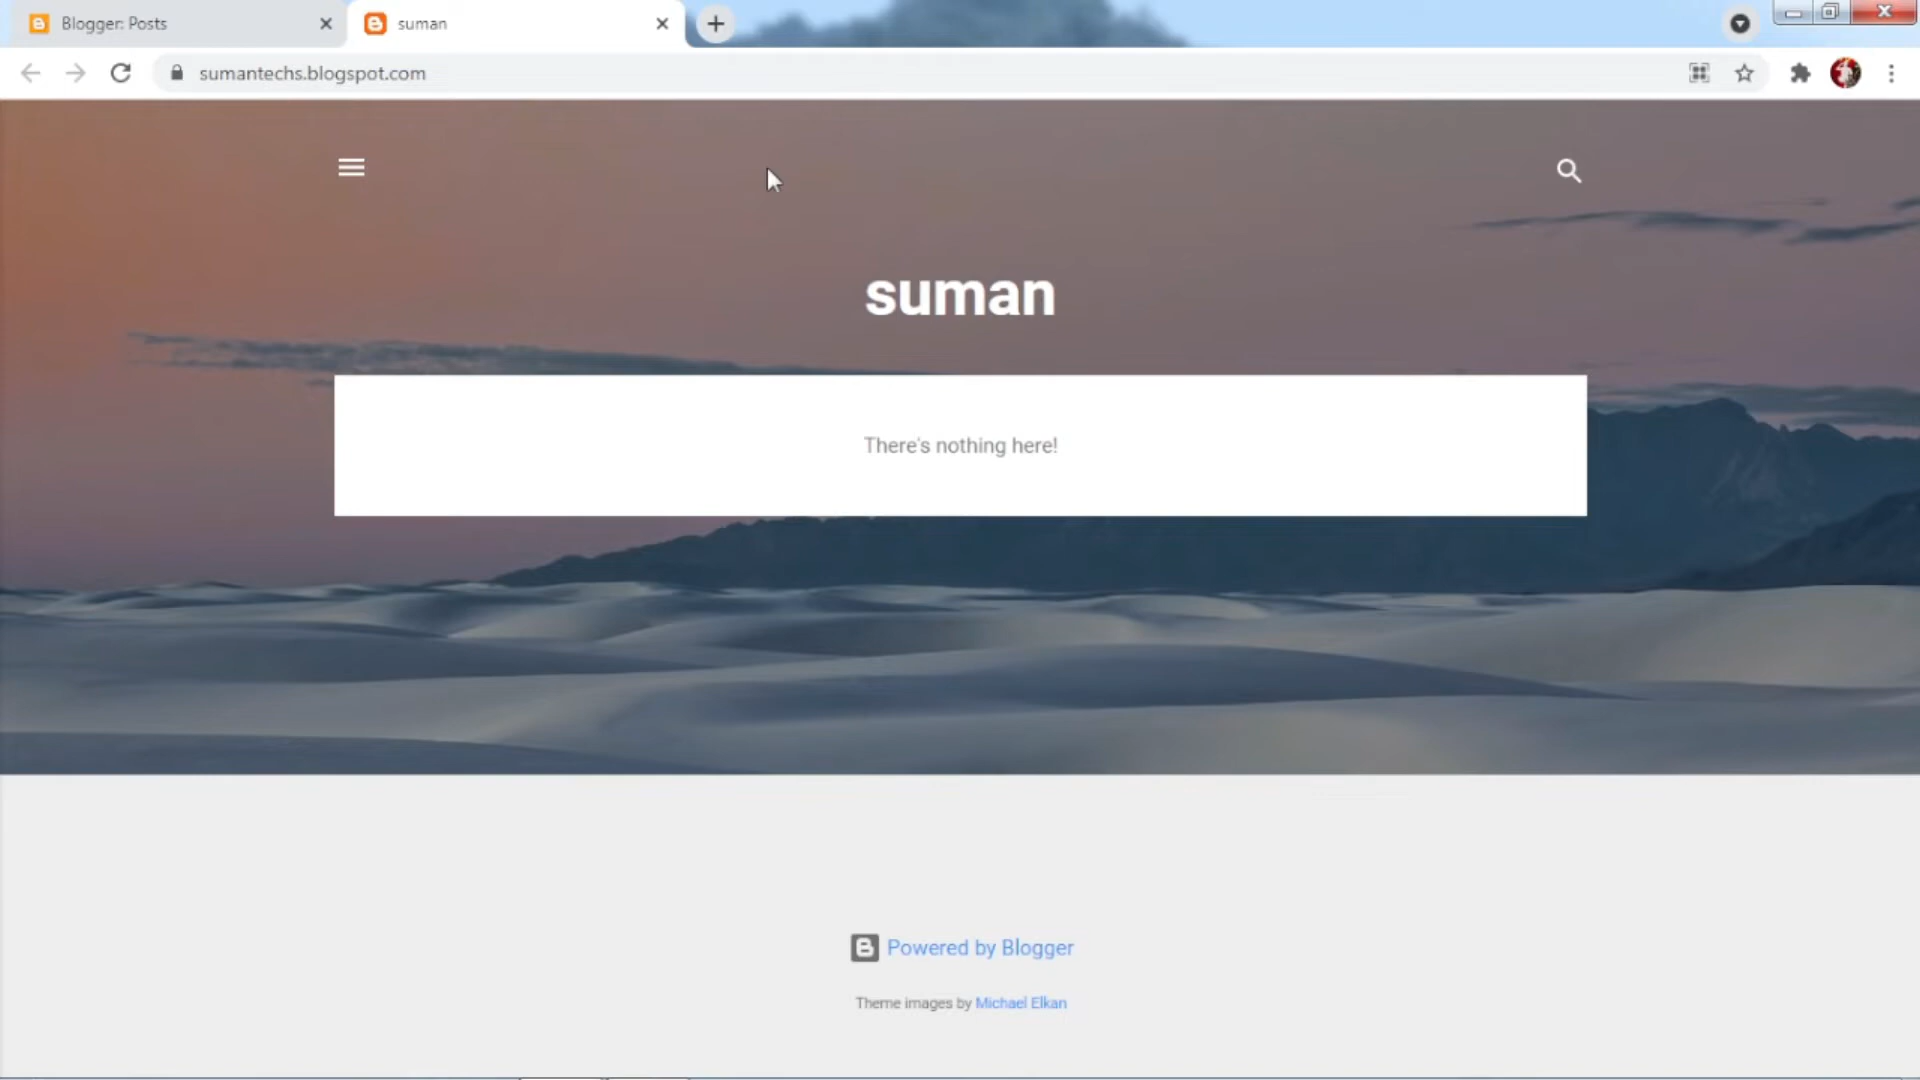 Blogger: Posts
suman
sumantechs.blogspot.com
suman
There's nothing here!
Powered by Blogger
Theme images by Michael Elkan